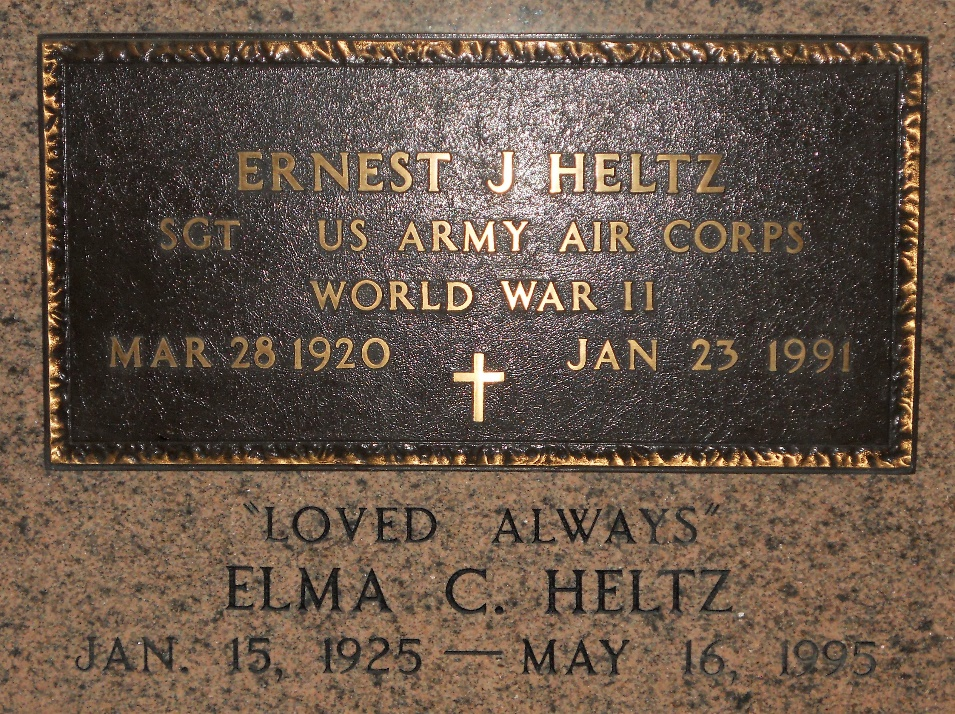 ERNEST J HELTZ
SGT US ARMY AIR CORPS
WORLD WAR II
MAR 28 1920 JAN 23 1991
"LOVED ALWAYS"
ELMA C. HELTZ
JAN. 15, 1925 — MAY 16, 1995